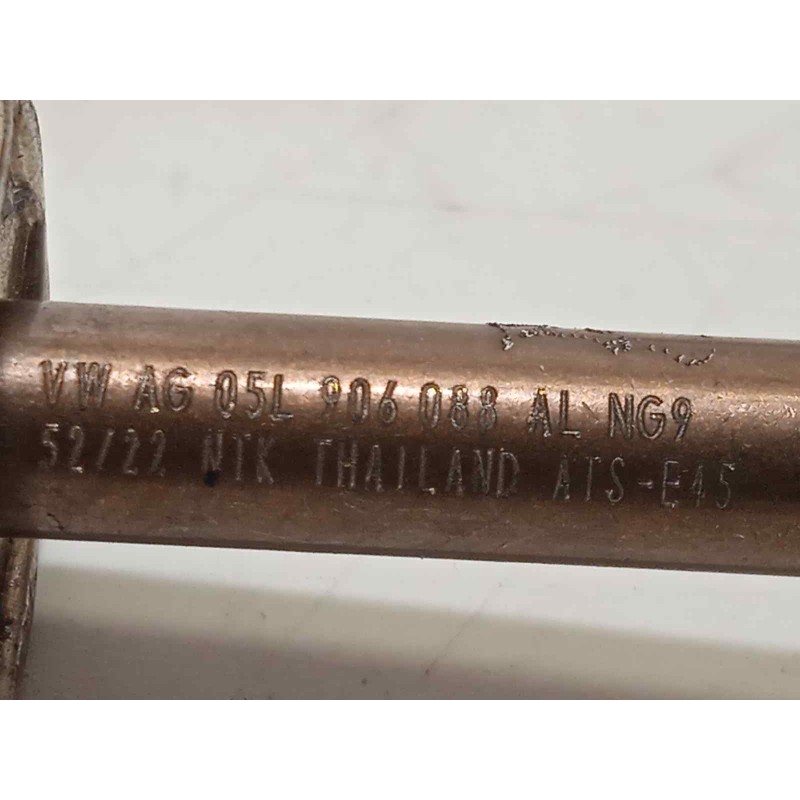 VW AG 05L 906 088 AL NG9
52/22 NTK THAILAND ATS-E45